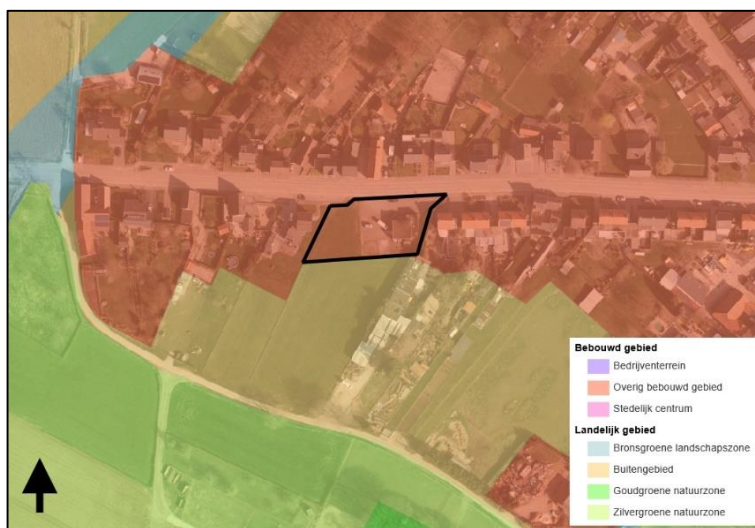 Bebouwd gebied
Bedrijventerrein
Overig bebouwd gebied
Stedelijk centrum
Landelijk gebied
Bronsgroene landschapszone
Buitengebied
Goudgroene natuurzone
Zilvergroene natuurzone